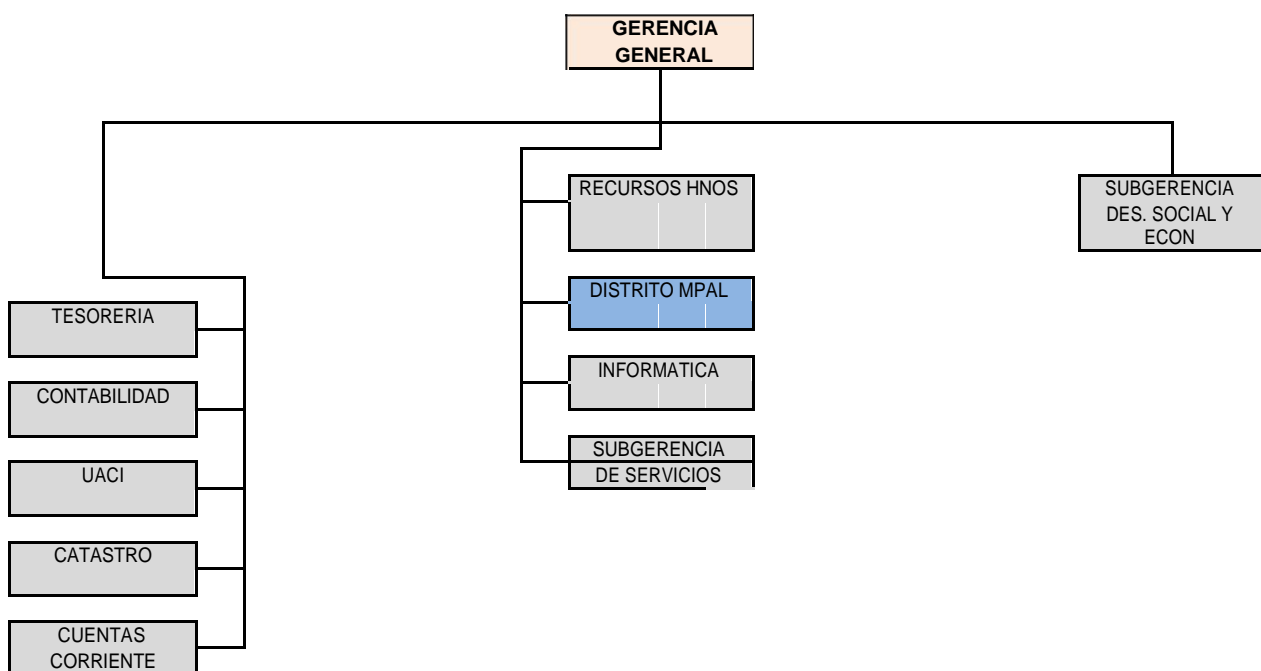 GERENCIA
GENERAL
RECURSOS HNOS
SUBGERENCIA
DES. SOCIAL Y
ECON
DISTRITO MPAL
TESORERIA
INFORMATICA
CONTABILIDAD
SUBGERENCIA
DE SERVICIOS
UACI
CATASTRO
CUENTAS
CORRIENTE